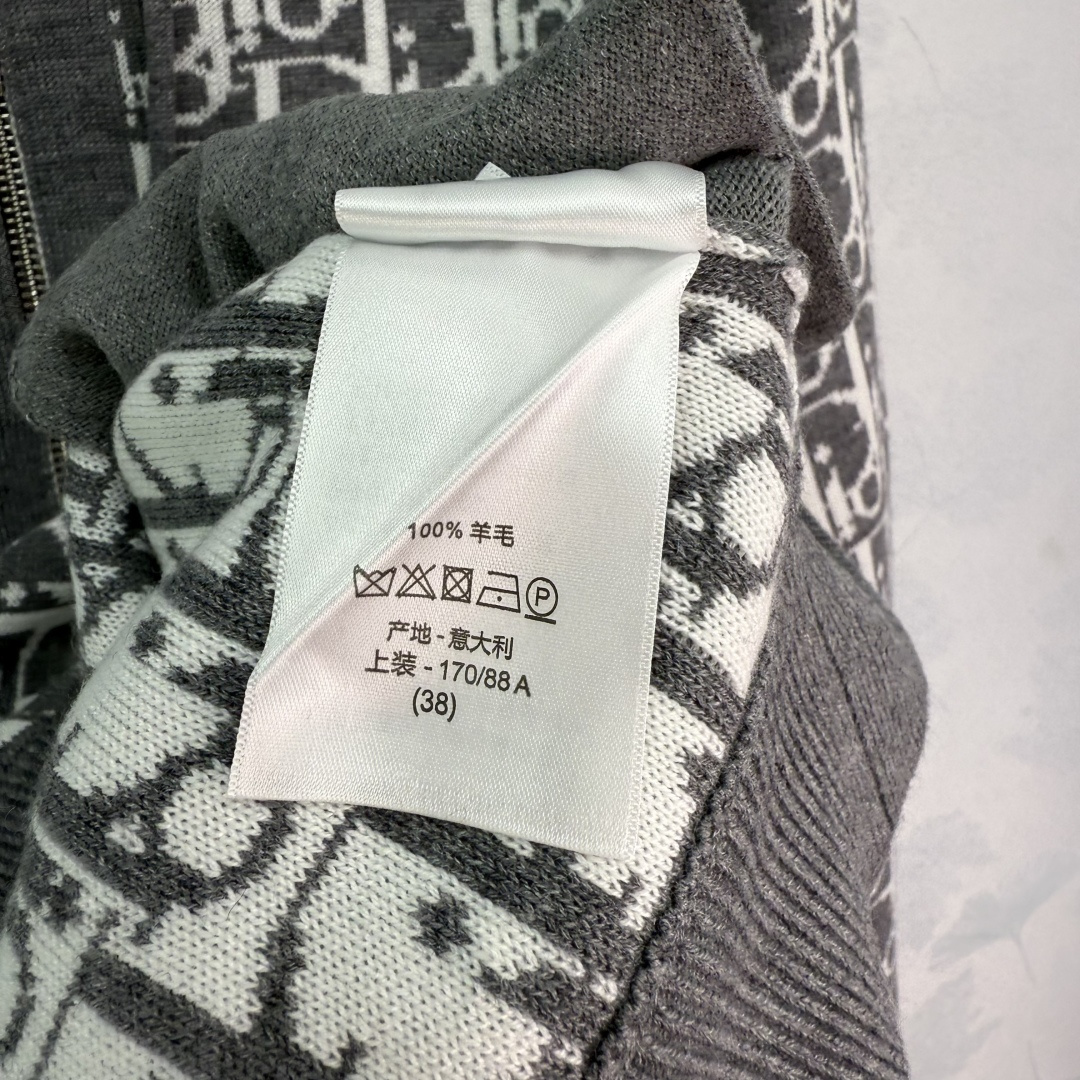 100% 羊毛
P
产地 - 意大利
上装 - 170/88 A
(38)